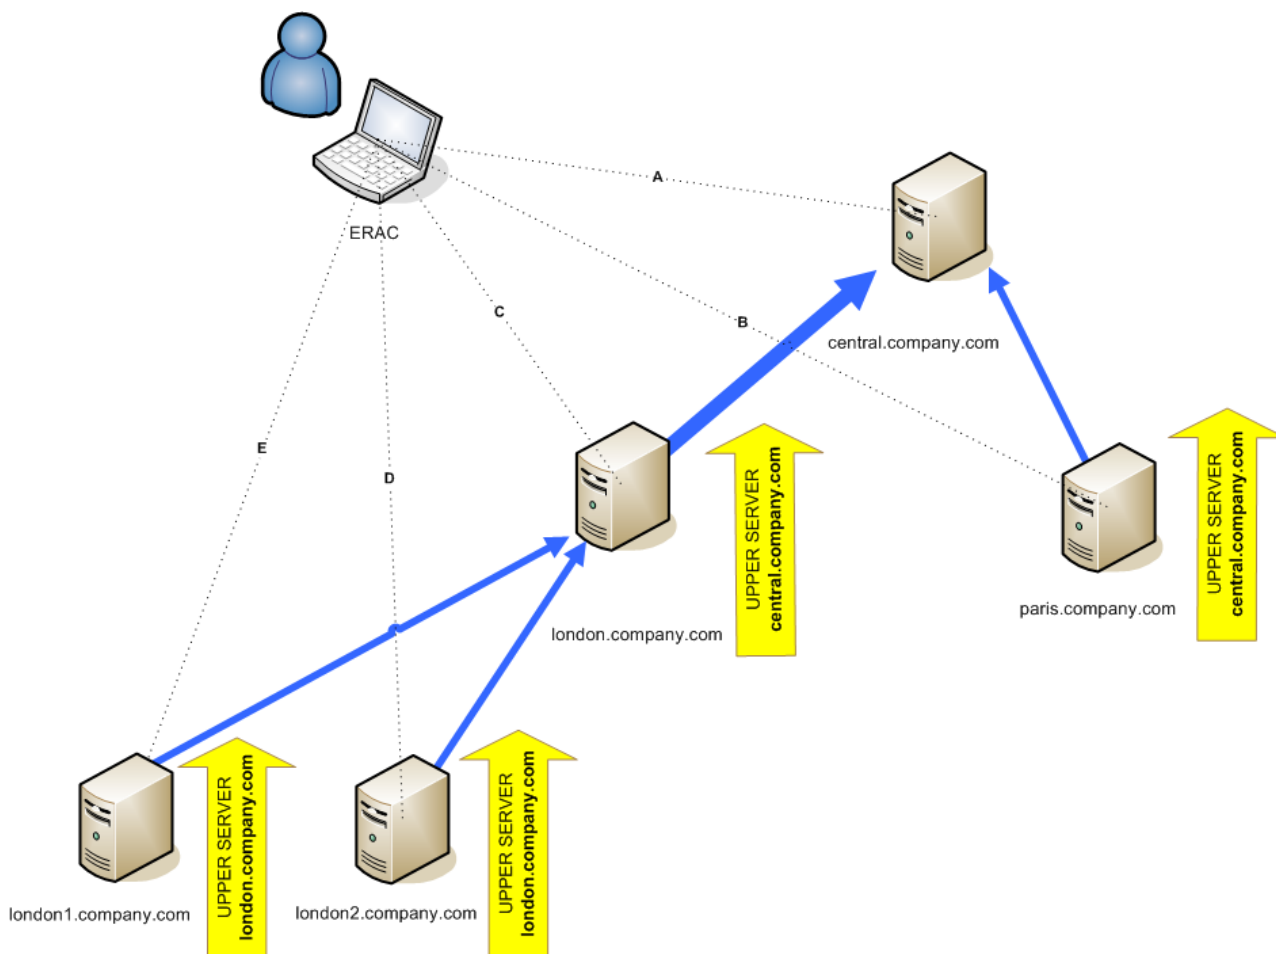 A
ERAC
C
B
central.company.com
E
D
UPPER SERVER
central.company.com
UPPER SERVER
central.company.com
paris.company.com
london.company.com
UPPER SERVER
london.company.com
UPPER SERVER
london.company.com
london1.company.com
london2.company.com